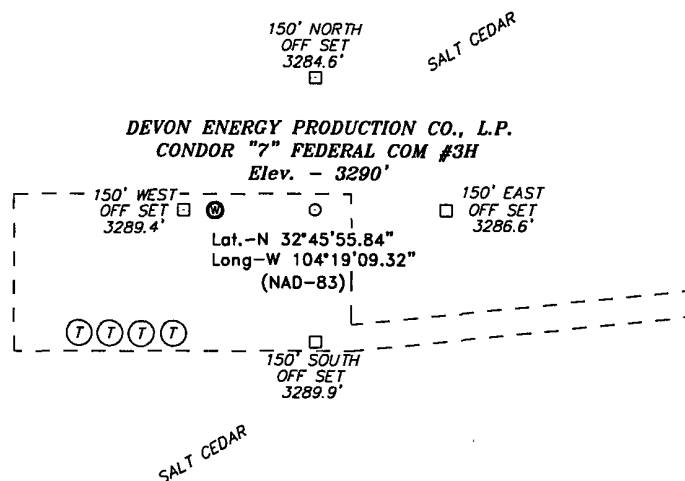 150' NORTH
OFF SET
3284.6'
SALT CEDAR
DEVON ENERGY PRODUCTION CO., L.P.
CONDOR "7" FEDERAL COM #3H
Elev. - 3290'
150' WEST
OFF SET
3289.4'
W
150' EAST
OFF SET
3286.6'
Lat.-N 32°45'55.84"
Long-W 104°19'09.32"
(NAD-83)
T T T T
150' SOUTH
OFF SET
3289.9'
SALT CEDAR